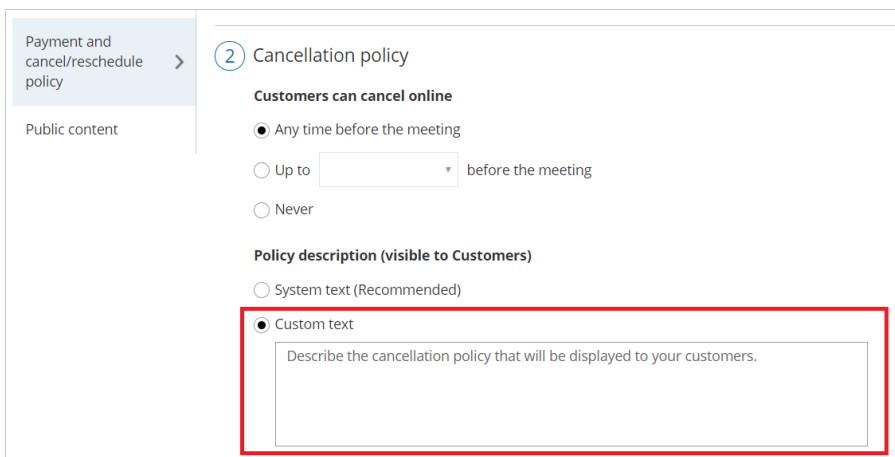 Payment and
cancel/reschedule
policy
Public content
2 Cancellation policy
Customers can cancel online
Any time before the meeting
Up to before the meeting
Never
Policy description (visible to Customers)
System text (Recommended)
Custom text
Describe the cancellation policy that will be displayed to your customers.